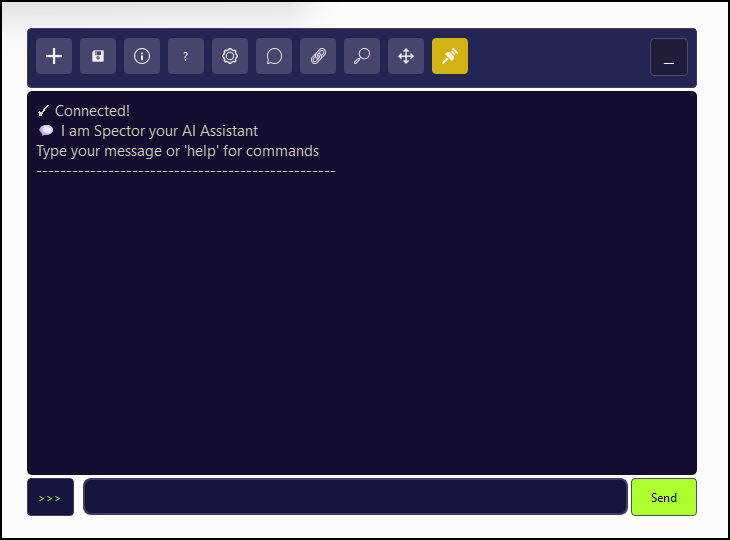 ?
_
✓ Connected!
💬 I am Spector your AI Assistant
Type your message or 'help' for commands
--------------------------------------------------
>>>
Send